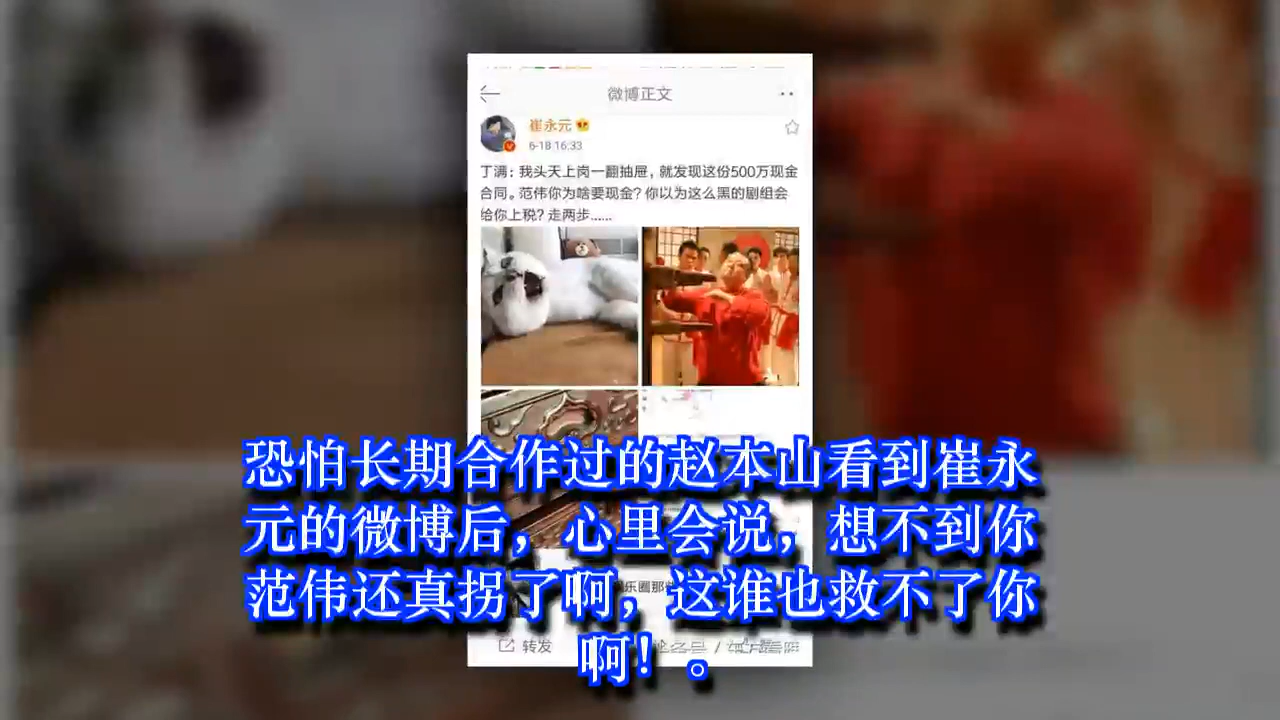 微博正文
崔永元
6-18 16:33
丁满：我头天上岗一翻抽屉，就发现这份500万现金
合同。范伟你为啥要现金？你以为这么黑的剧组会
给你上税？走两步......
恐怕长期合作过的赵本山看到崔永
元的微博后，心里会说，想不到你
乐圈那些
范伟还真拐了啊，这谁也救不了你
转发
啊！。